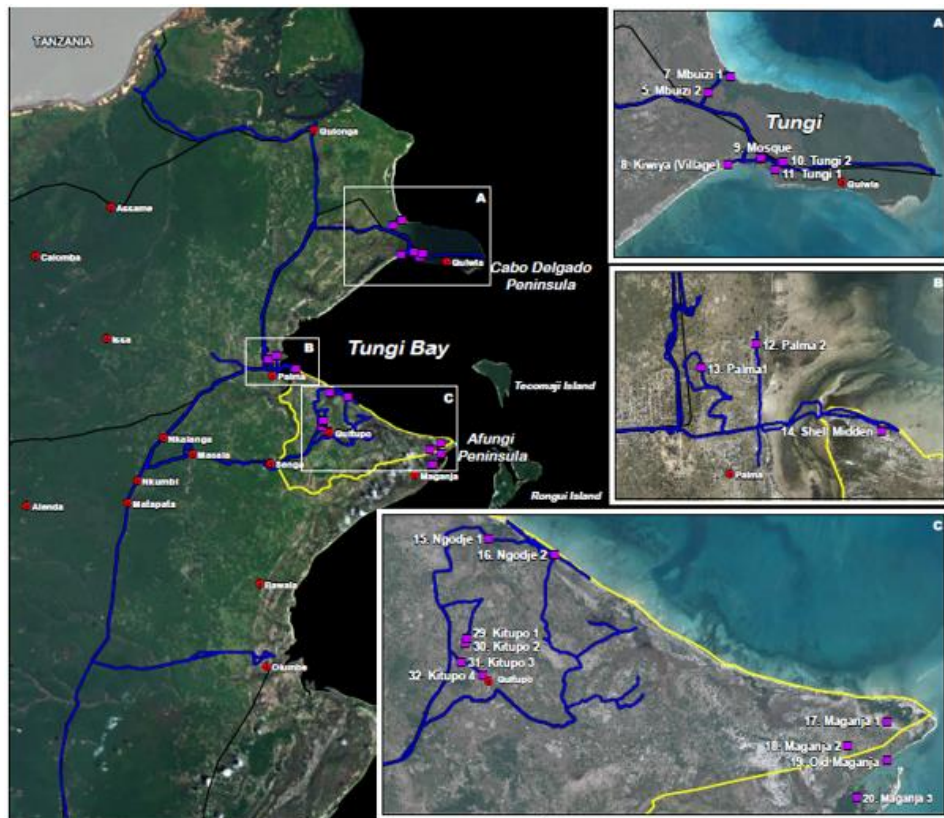 TANZANIA
Quionga
Assame
Calomba
A
Quiwia
Cabo Delgado
Peninsula
Issa
B
Tungi Bay
Palma
Tecomaji Island
C
Quitupo
Nkalanga
Masala
Senga
Afungi
Peninsula
Maganja
Nkumbi
Rongui Island
Alenda
Matapata
Olumbe
A
7. Mbuizi 1
5. Mbuizi 2
Tungi
9. Mosque
10. Tungi 2
8. Kiwiya (Village)
11. Tungi 1
Quiwia
B
12. Palma 2
13. Palma1
14. Shell Midden
Palma
C
15. Ngodje 1
16. Ngodje 2
29. Kitupo 1
30. Kitupo 2
31. Kitupo 3
32. Kitupo 4
Quitupo
17. Maganja 1
18. Maganja 2
19. Old Maganja
20. Maganja 3